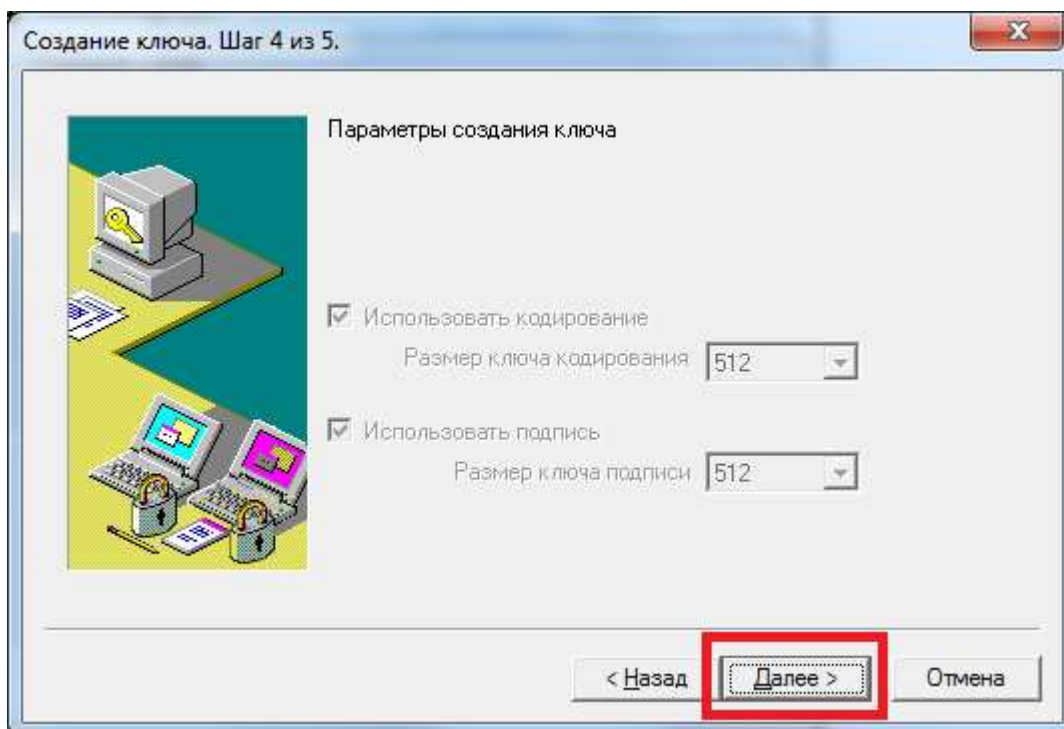 Создание ключа. Шаг 4 из 5.
Параметры создания ключа
Использовать кодирование
Размер ключа кодирования 512
Использовать подпись
Размер ключа подписи 512
< Назад Далее > Отмена